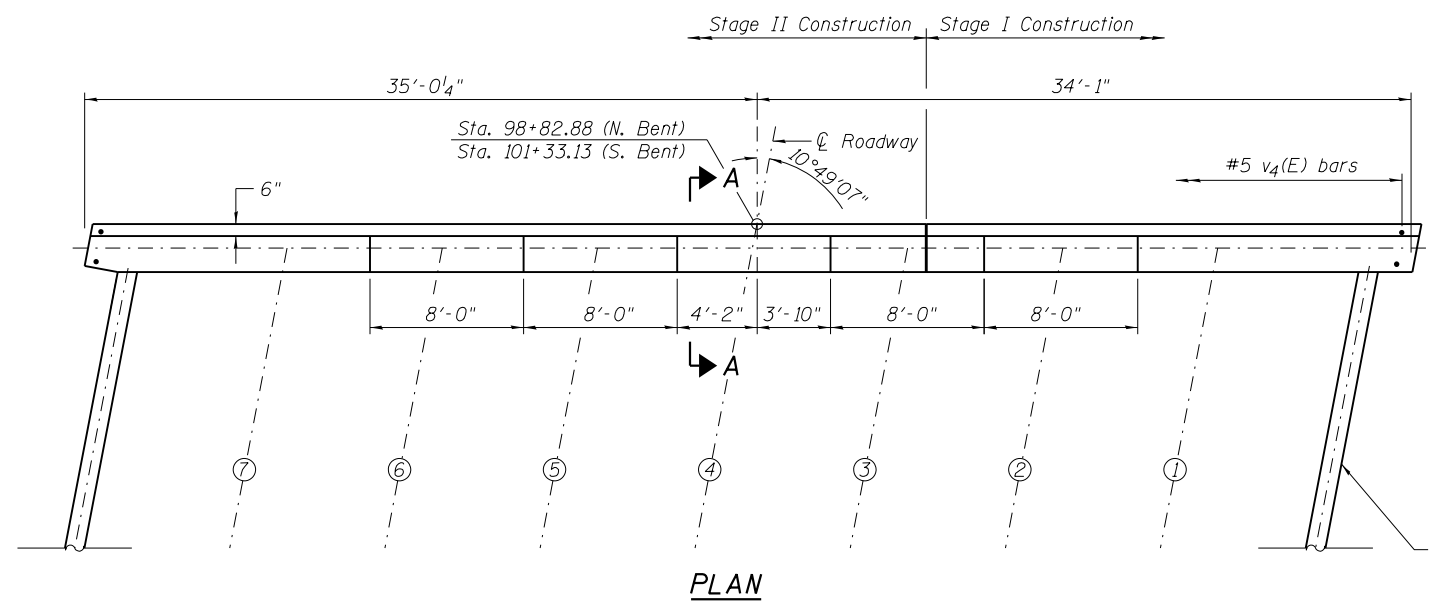 Stage II Construction
Stage I Construction
35'-0¼"
34'-1"
Sta. 98+82.88 (N. Bent)
Sta. 101+33.13 (S. Bent)
℄ Roadway
10°49'07"
A
#5 v₄(E) bars
6"
8'-0"
8'-0"
4'-2"
3'-10"
8'-0"
8'-0"
A
7
6
5
4
3
2
1
PLAN